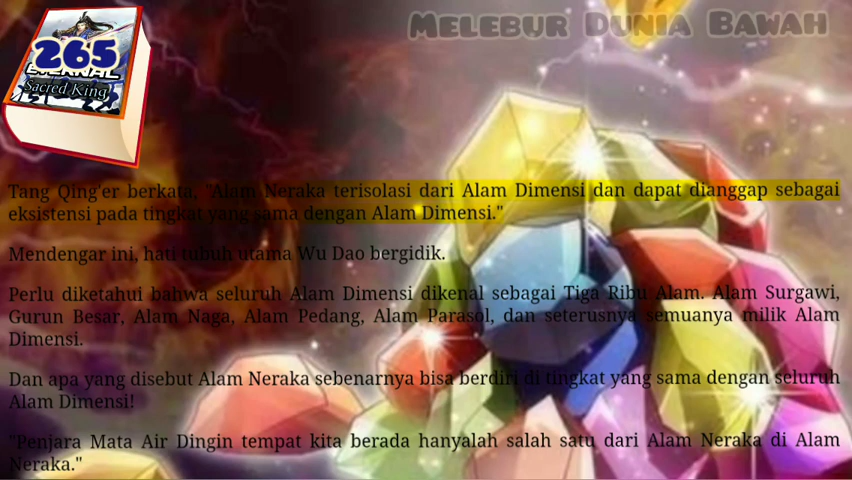 Melebur Dunia Bawah
265
ETERNAL
Sacred King
Tang Qing'er berkata, "Alam Neraka terisolasi dari Alam Dimensi dan dapat dianggap sebagai
eksistensi pada tingkat yang sama dengan Alam Dimensi."
Mendengar ini, hati tubuh utama Wu Dao bergidik.
Perlu diketahui bahwa seluruh Alam Dimensi dikenal sebagai Tiga Ribu Alam. Alam Surgawi,
Gurun Besar, Alam Naga, Alam Pedang, Alam Parasol, dan seterusnya semuanya milik Alam
Dimensi.
Dan apa yang disebut Alam Neraka sebenarnya bisa berdiri di tingkat yang sama dengan seluruh
Alam Dimensi!
"Penjara Mata Air Dingin tempat kita berada hanyalah salah satu dari Alam Neraka di Alam
Neraka."